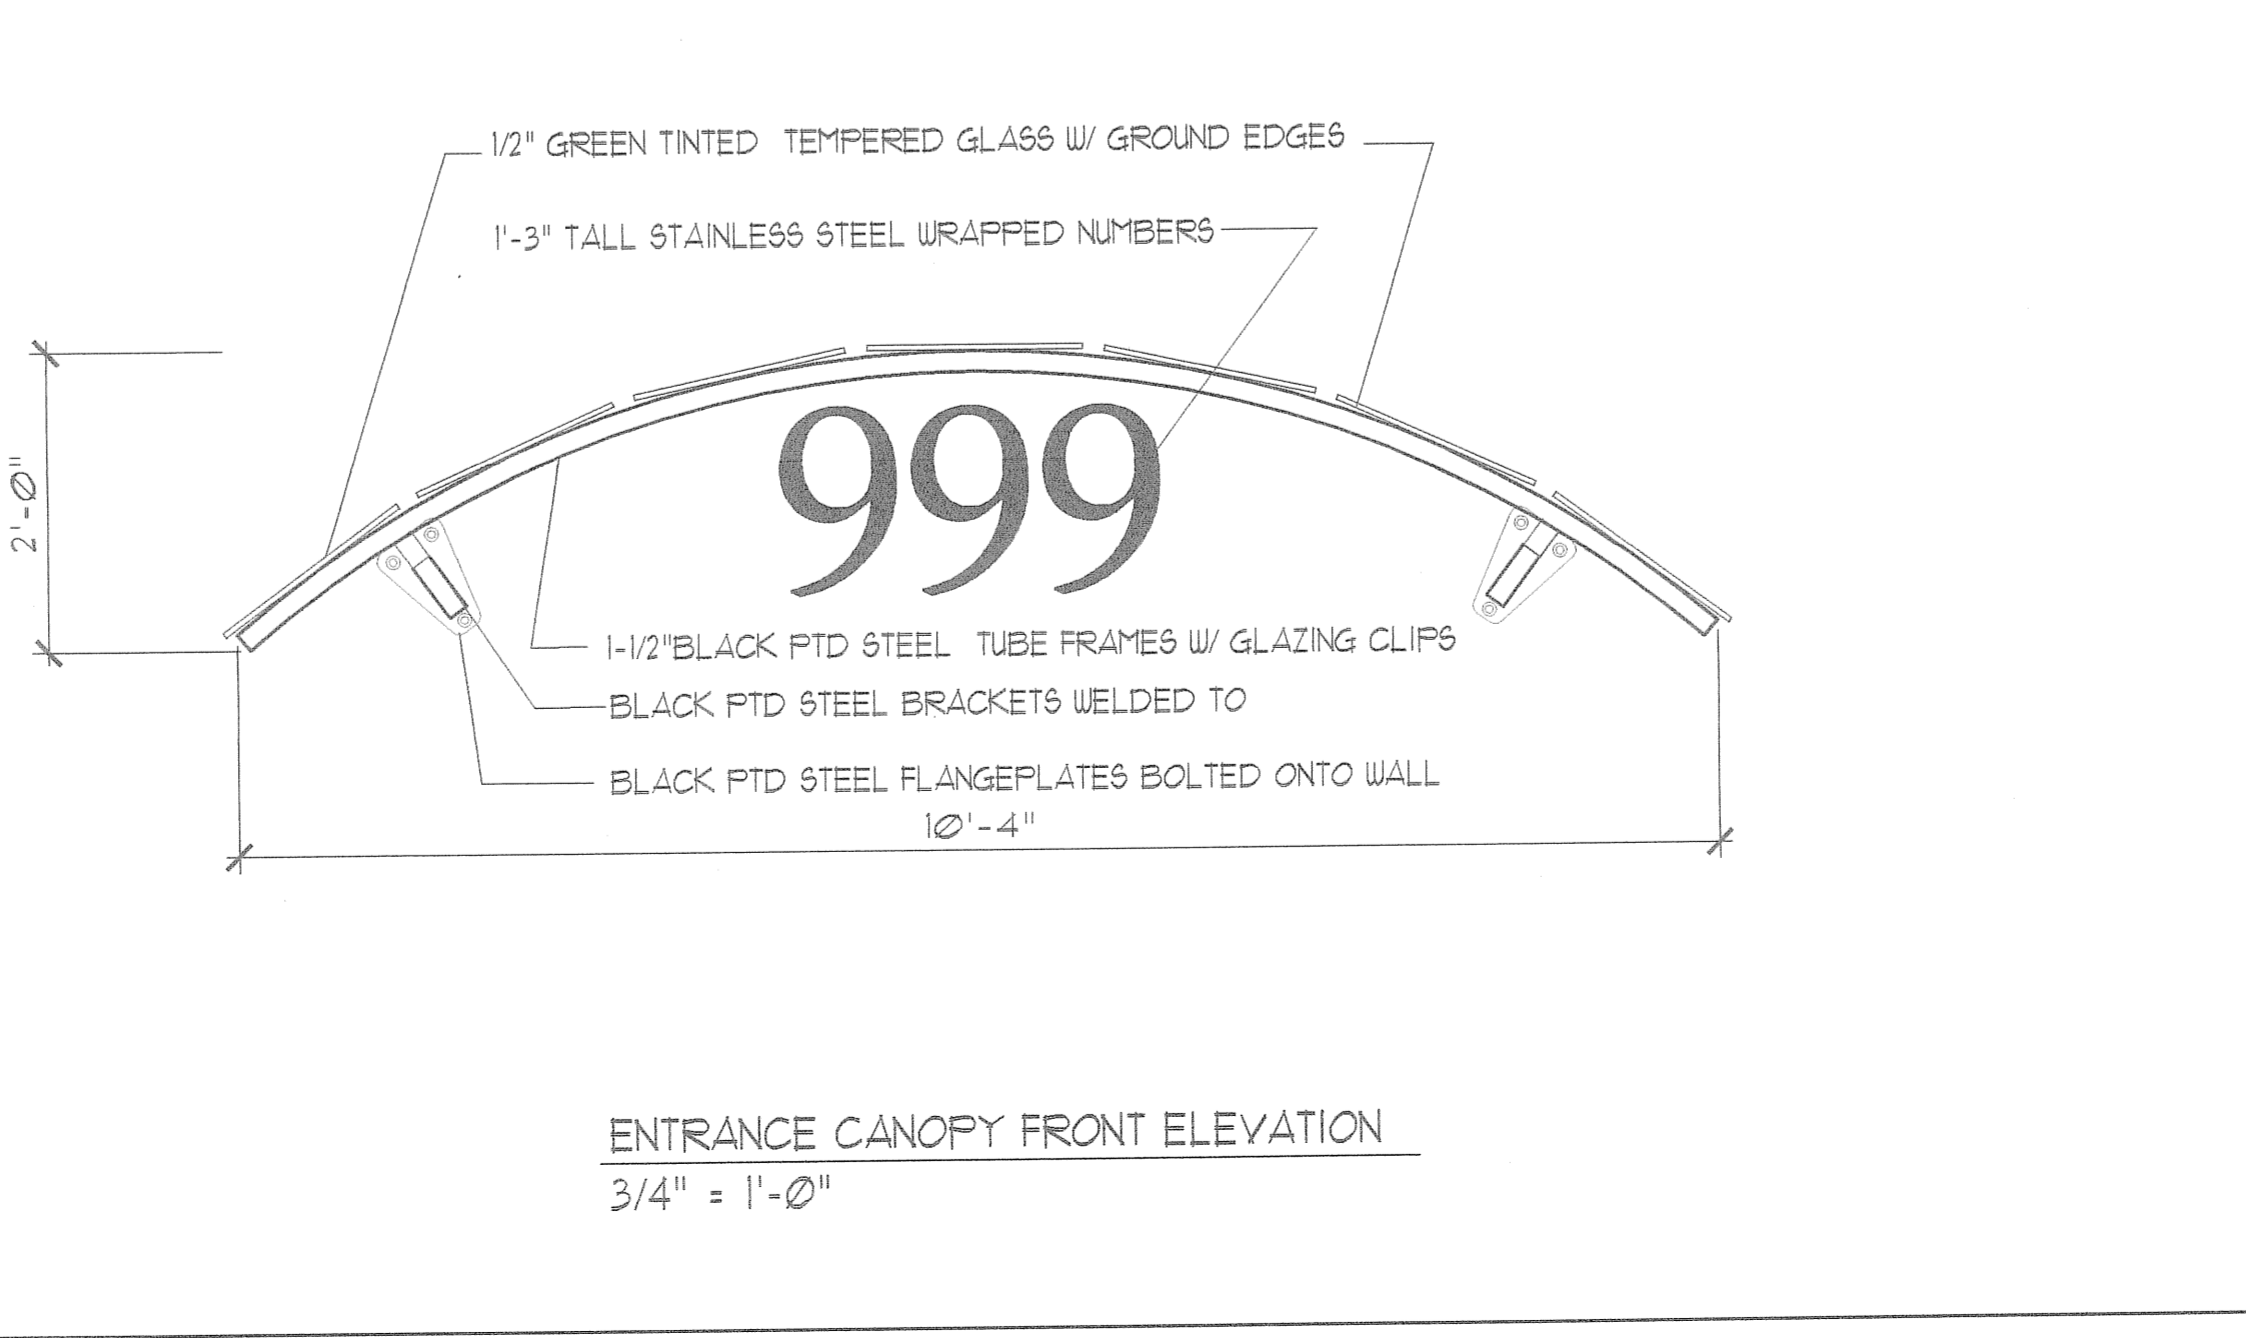 1/2" GREEN TINTED TEMPERED GLASS W/ GROUND EDGES
1'-3" TALL STAINLESS STEEL WRAPPED NUMBERS
2'-0"
999
1-1/2"BLACK PTD STEEL TUBE FRAMES W/ GLAZING CLIPS
BLACK PTD STEEL BRACKETS WELDED TO
BLACK PTD STEEL FLANGEPLATES BOLTED ONTO WALL
10'-4"
ENTRANCE CANOPY FRONT ELEVATION
3/4" = 1'-0"